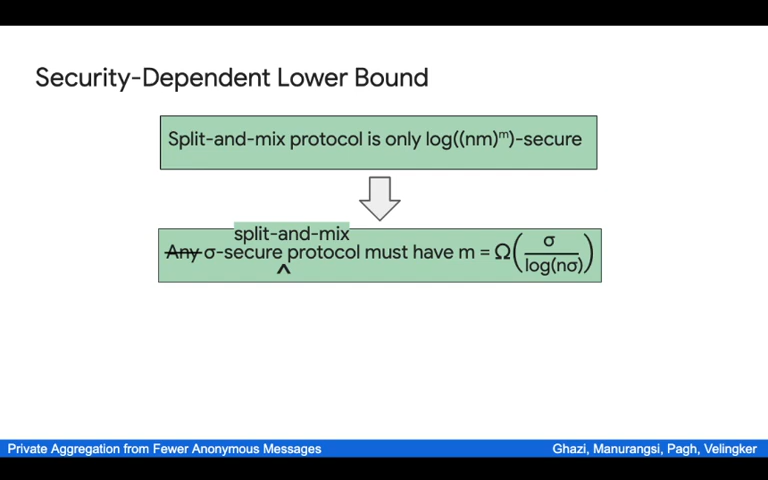 Security-Dependent Lower Bound
Split-and-mix protocol is only log((nm)ᵐ)-secure
split-and-mix
Any σ-secure protocol must have m = Ω(σ/log(nσ))
^
Private Aggregation from Fewer Anonymous Messages
Ghazi, Manurangsi, Pagh, Velingker